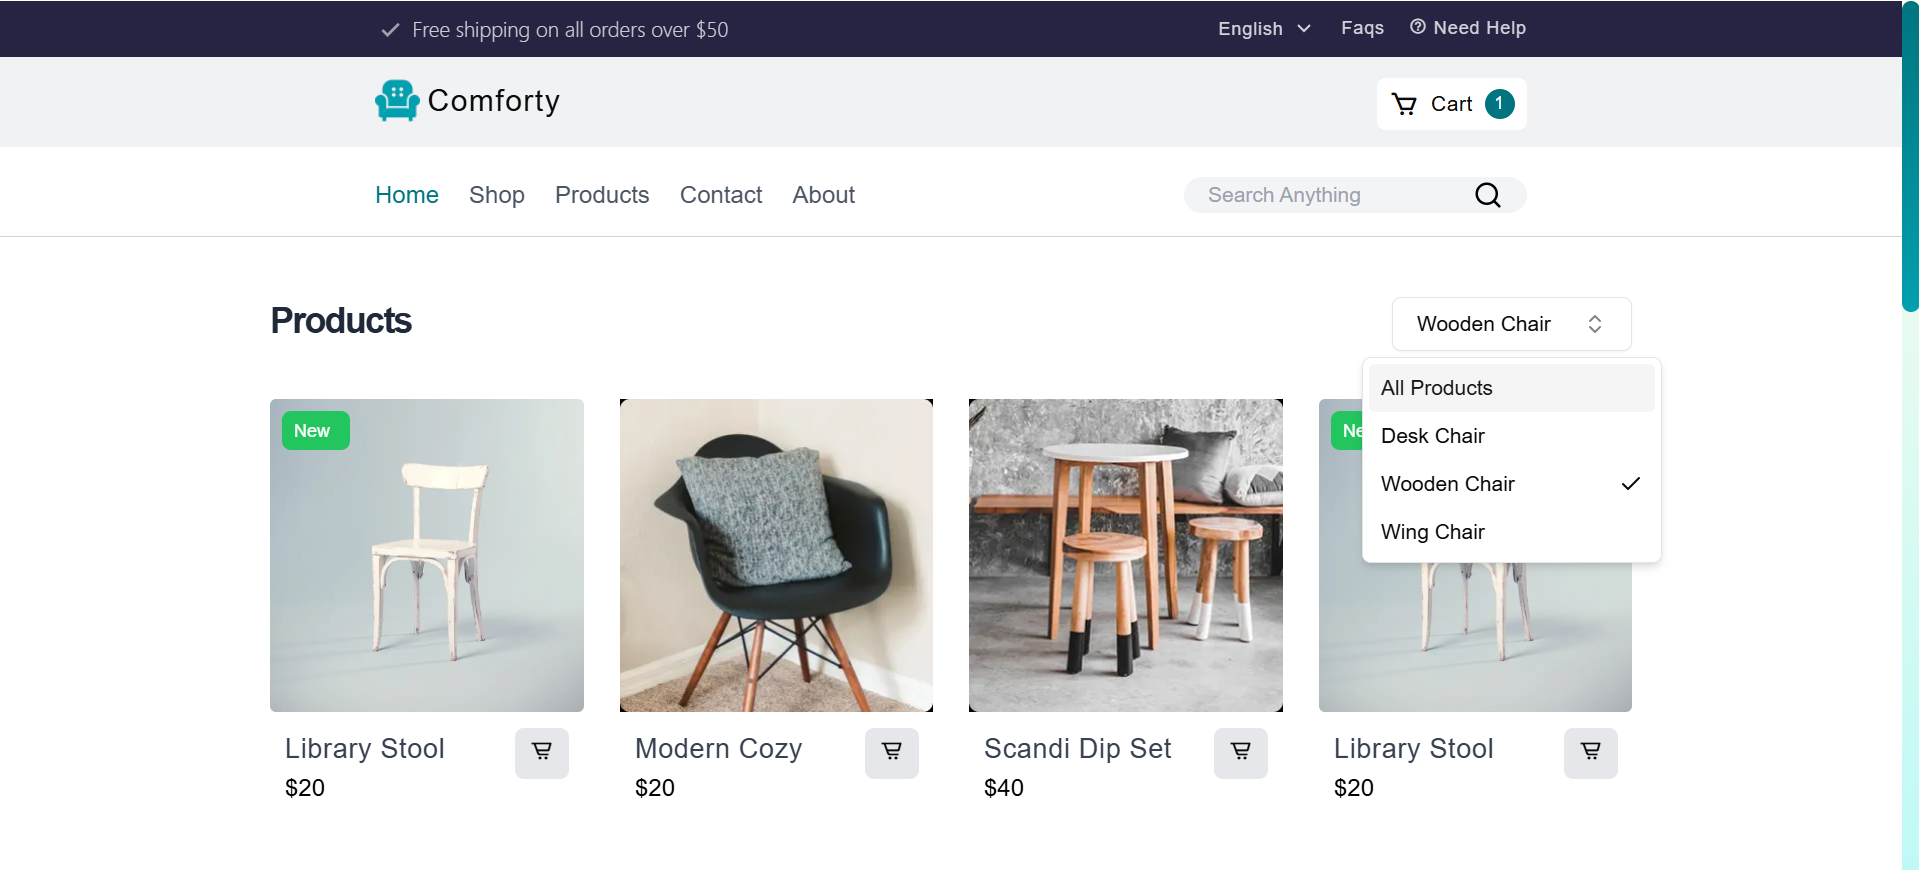 Free shipping on all orders over $50
English
Faqs
Need Help
Comforty
Cart 1
Home Shop Products Contact About
Search Anything
Products
Wooden Chair
All Products
Desk Chair
Wooden Chair
Wing Chair
New
Ne
Library Stool
$20
Modern Cozy
$20
Scandi Dip Set
$40
Library Stool
$20